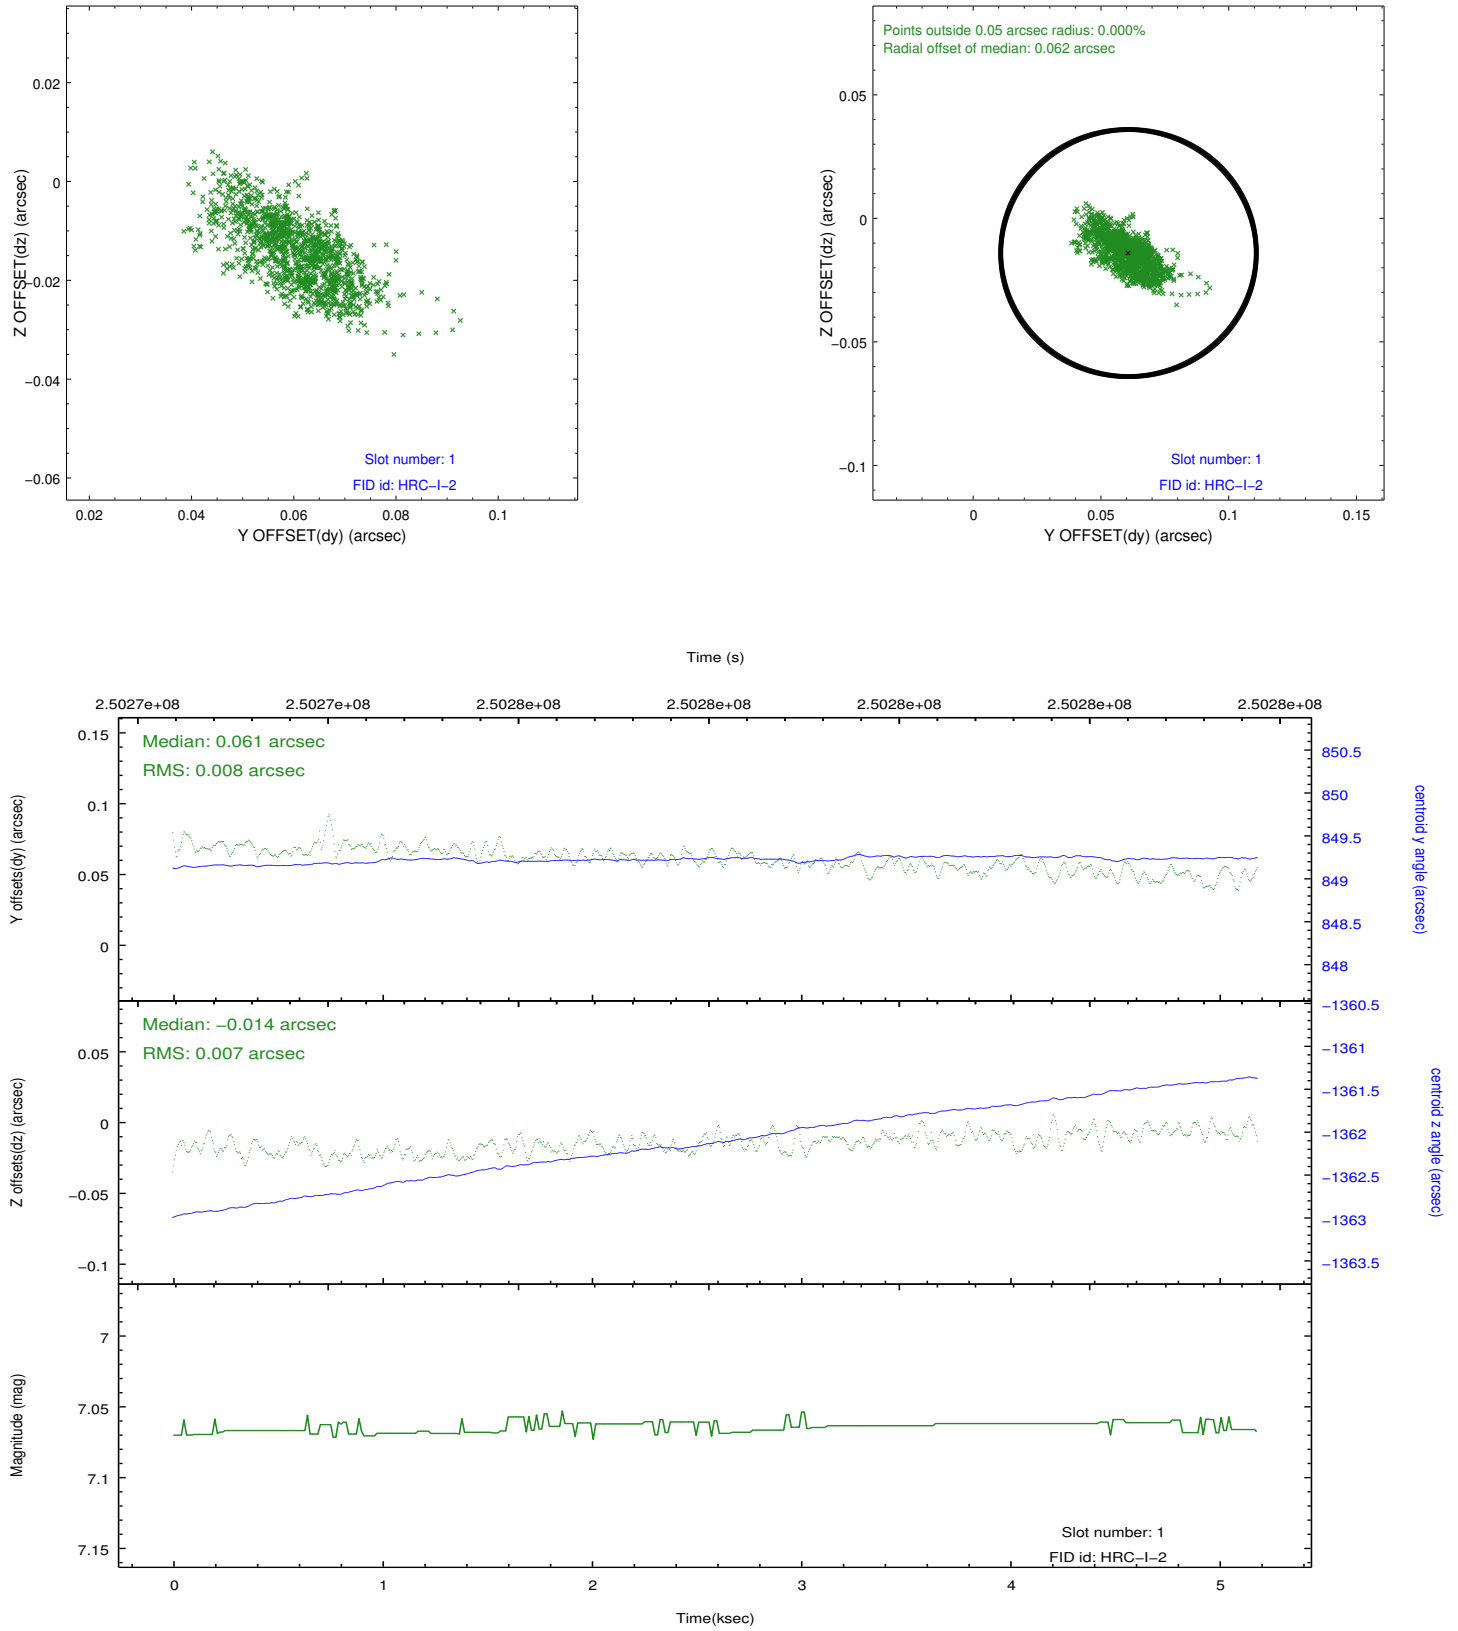 0.02
0
−0.02
−0.04
−0.06
Z OFFSET(dz) (arcsec)
Slot number: 1
FID id: HRC−I−2
0.02 0.04 0.06 0.08 0.1
Y OFFSET(dy) (arcsec)
Points outside 0.05 arcsec radius: 0.000%
Radial offset of median: 0.062 arcsec
0.05
0
−0.05
−0.1
Z OFFSET(dz) (arcsec)
Slot number: 1
FID id: HRC−I−2
0 0.05 0.1 0.15
Y OFFSET(dy) (arcsec)
Time (s)
2.5027e+08 2.5027e+08 2.5028e+08 2.5028e+08 2.5028e+08 2.5028e+08 2.5028e+08
Median: 0.061 arcsec
RMS: 0.008 arcsec
0.15
0.1
0.05
0
Y offsets(dy) (arcsec)
850.5
850
849.5
849
848.5
848
centroid y angle (arcsec)
Median: −0.014 arcsec
RMS: 0.007 arcsec
0.05
0
−0.05
−0.1
Z offsets(dz) (arcsec)
−1360.5
−1361
−1361.5
−1362
−1362.5
−1363
−1363.5
centroid z angle (arcsec)
7
7.05
7.1
7.15
Magnitude (mag)
Slot number: 1
FID id: HRC−I−2
0 1 2 3 4 5
Time(ksec)